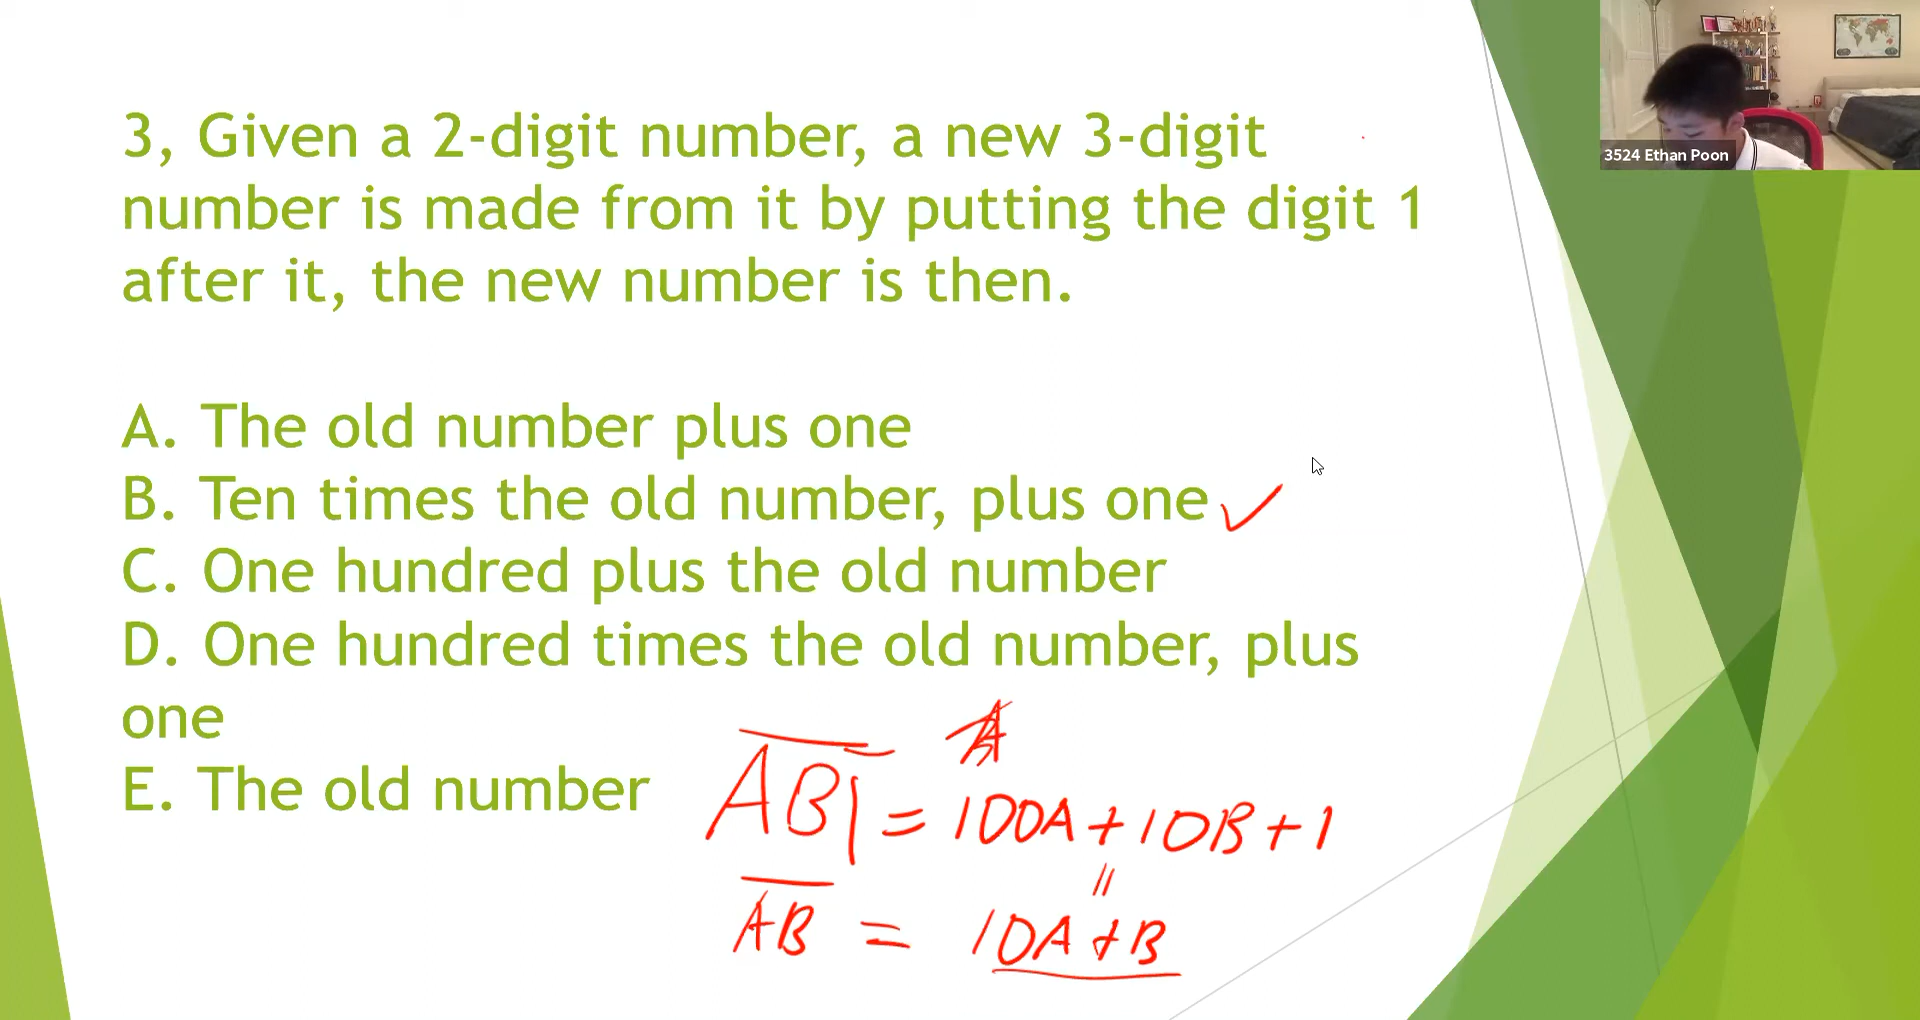 3524 Ethan Poon
3, Given a 2-digit number, a new 3-digit
number is made from it by putting the digit 1
after it, the new number is then.
A. The old number plus one
B. Ten times the old number, plus one ✓
C. One hundred plus the old number
D. One hundred times the old number, plus
one
E. The old number
AB1 = 100A + 10B + 1
=
AB = 10A + B